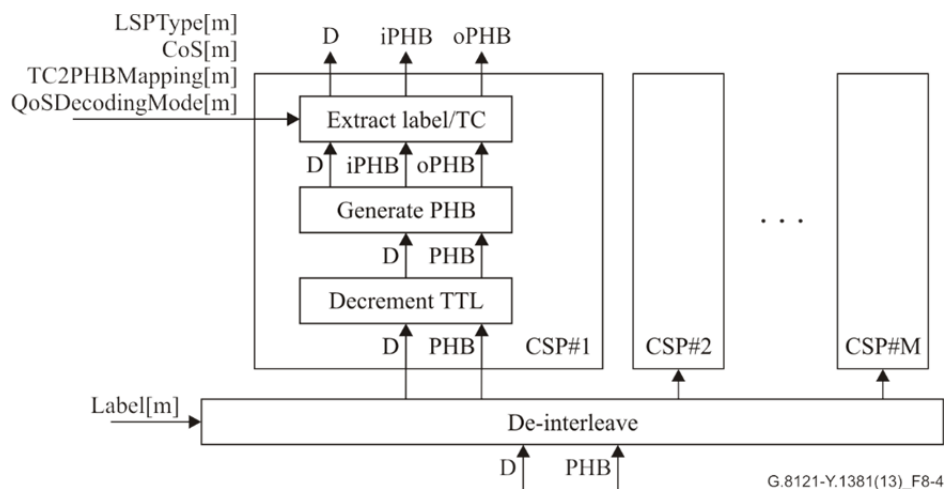 LSPType[m]
CoS[m]
TC2PHBMapping[m]
QoSDecodingMode[m]
D iPHB oPHB
Extract label/TC
D iPHB oPHB
Generate PHB
D PHB
Decrement TTL
D PHB
CSP#1
CSP#2
. . .
CSP#M
Label[m]
De-interleave
D PHB
G.8121-Y.1381(13)_F8-4